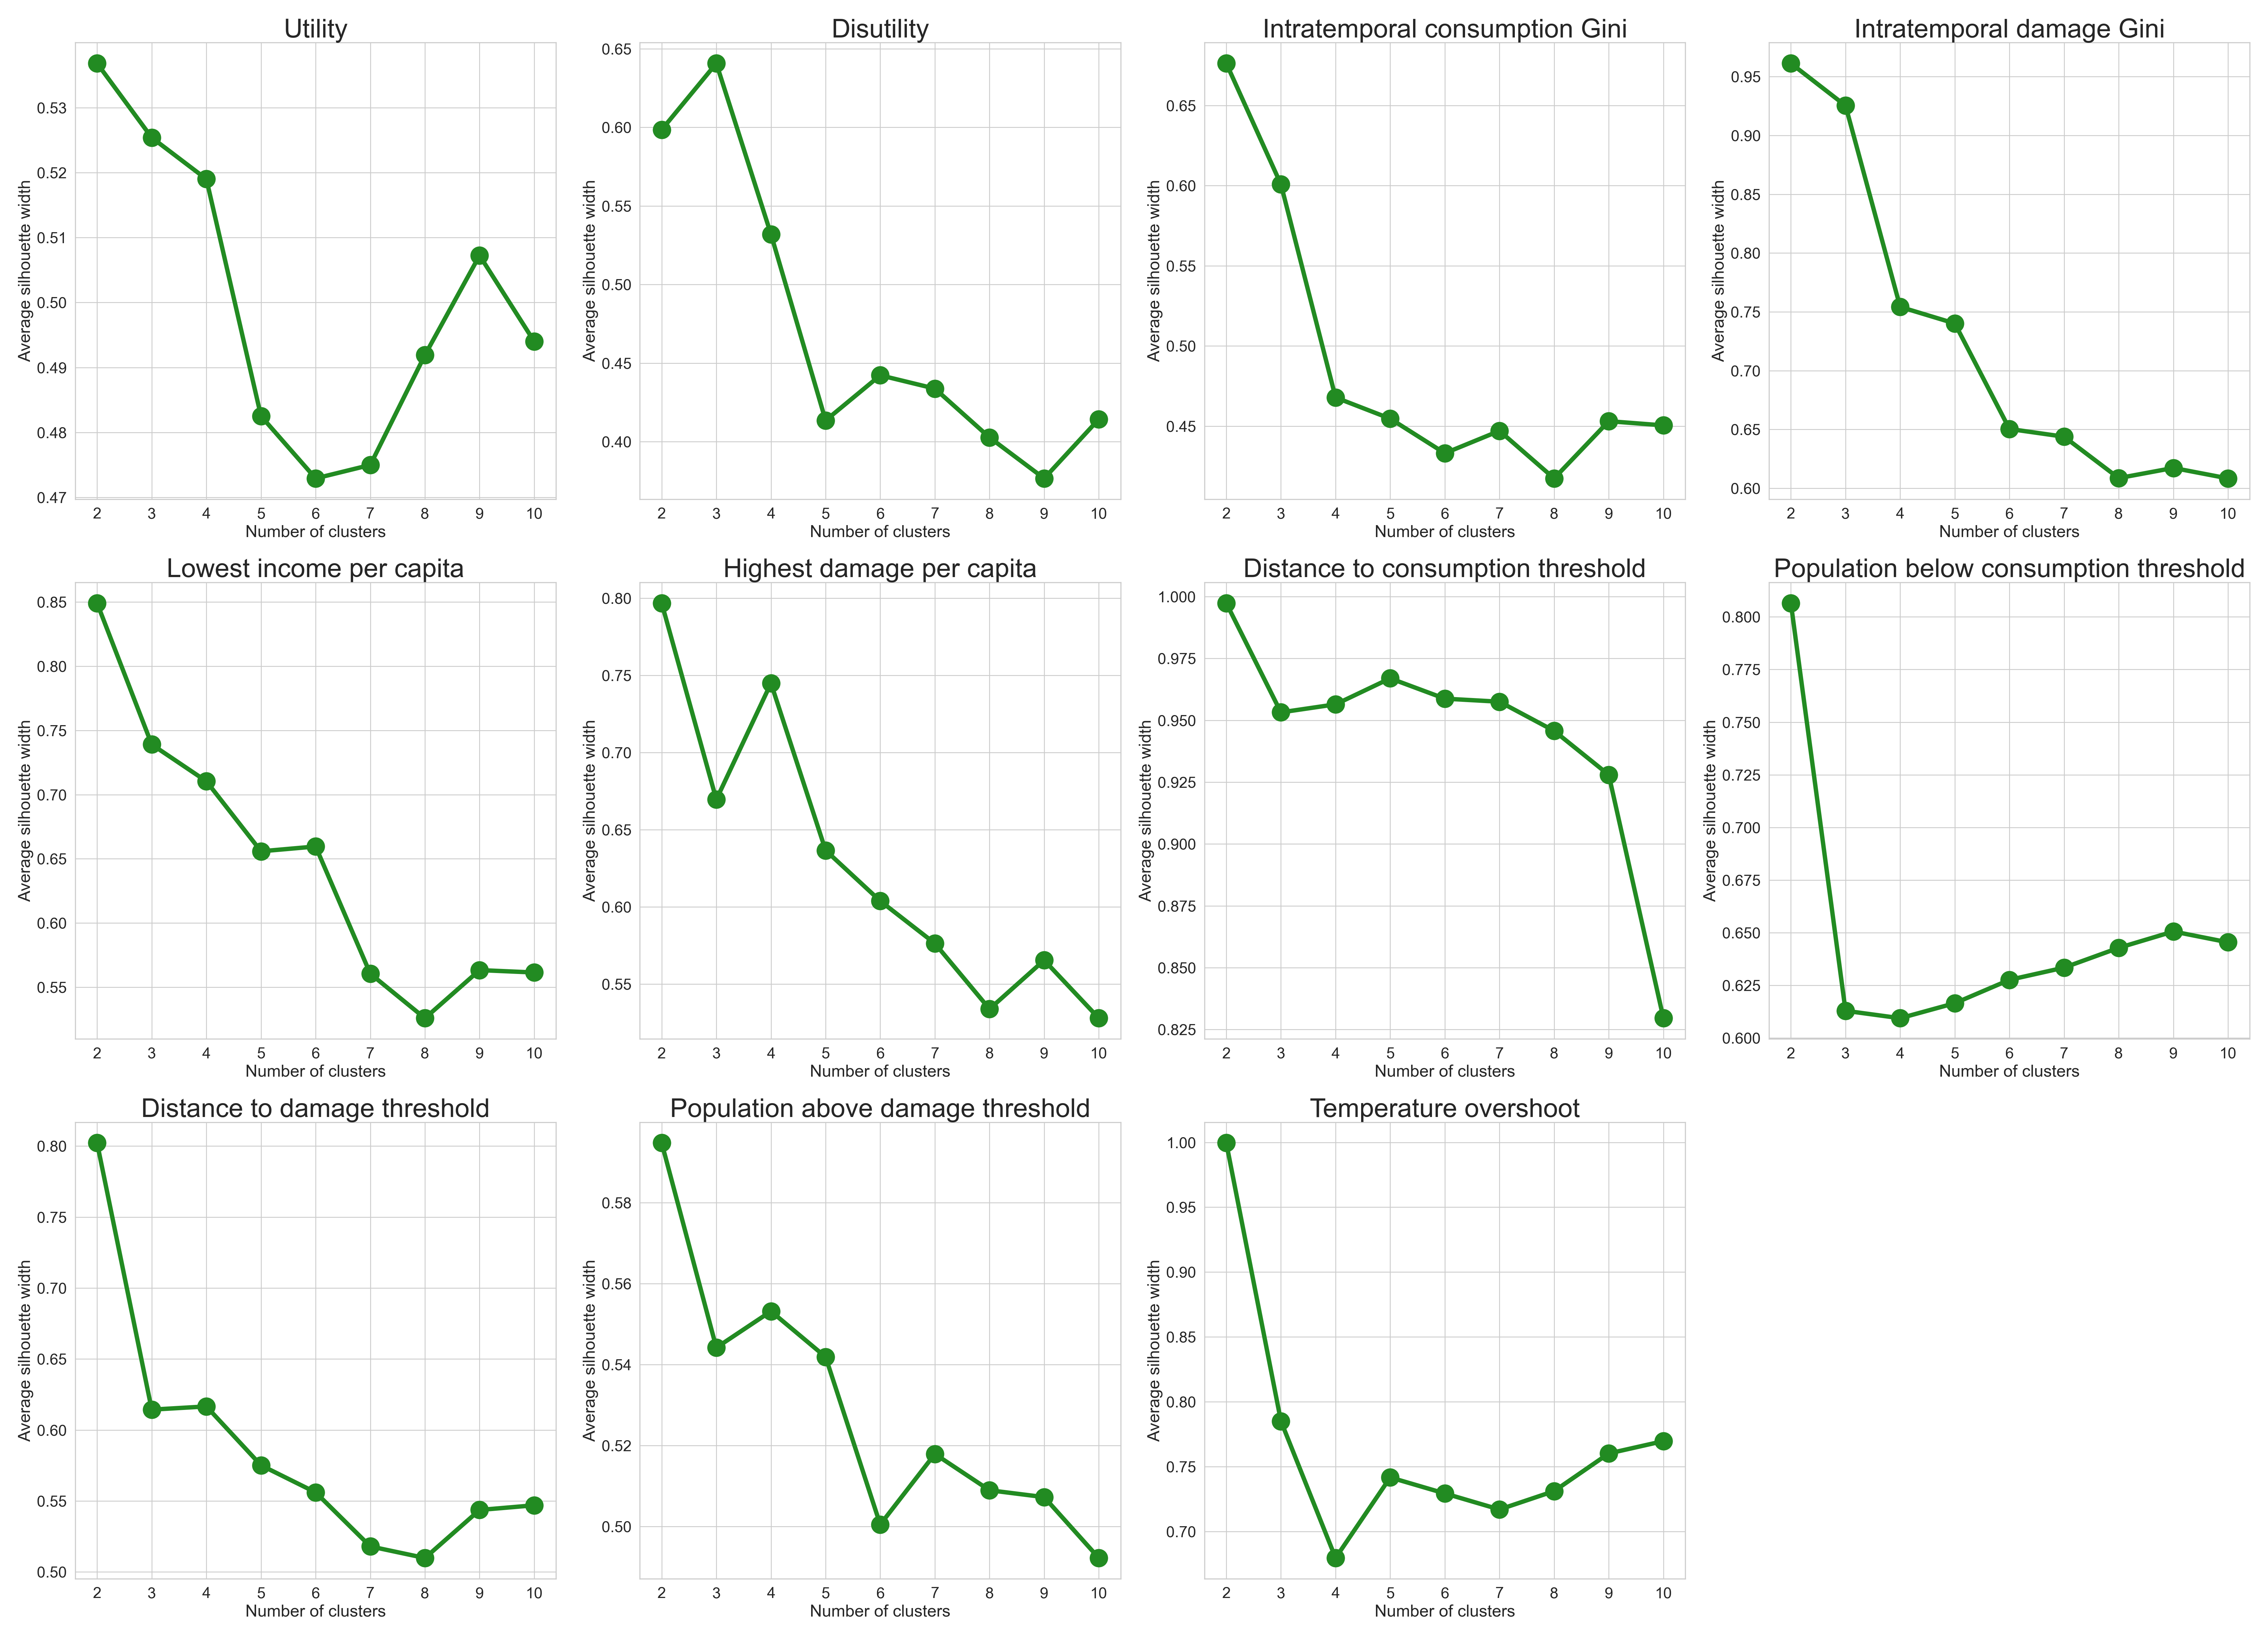 Utility
0.53
0.52
0.51
0.50
0.49
0.48
0.47
Average silhouette width
2 3 4 5 6 7 8 9 10
Number of clusters
Disutility
0.65
0.60
0.55
0.50
0.45
0.40
Average silhouette width
2 3 4 5 6 7 8 9 10
Number of clusters
Intratemporal consumption Gini
0.65
0.60
0.55
0.50
0.45
Average silhouette width
2 3 4 5 6 7 8 9 10
Number of clusters
Intratemporal damage Gini
0.95
0.90
0.85
0.80
0.75
0.70
0.65
0.60
Average silhouette width
2 3 4 5 6 7 8 9 10
Number of clusters
Lowest income per capita
0.85
0.80
0.75
0.70
0.65
0.60
0.55
Average silhouette width
2 3 4 5 6 7 8 9 10
Number of clusters
Highest damage per capita
0.80
0.75
0.70
0.65
0.60
0.55
Average silhouette width
2 3 4 5 6 7 8 9 10
Number of clusters
Distance to consumption threshold
1.000
0.975
0.950
0.925
0.900
0.875
0.850
0.825
Average silhouette width
2 3 4 5 6 7 8 9 10
Number of clusters
Population below consumption threshold
0.800
0.775
0.750
0.725
0.700
0.675
0.650
0.625
0.600
Average silhouette width
2 3 4 5 6 7 8 9 10
Number of clusters
Distance to damage threshold
0.80
0.75
0.70
0.65
0.60
0.55
0.50
Average silhouette width
2 3 4 5 6 7 8 9 10
Number of clusters
Population above damage threshold
0.58
0.56
0.54
0.52
0.50
Average silhouette width
2 3 4 5 6 7 8 9 10
Number of clusters
Temperature overshoot
1.00
0.95
0.90
0.85
0.80
0.75
0.70
Average silhouette width
2 3 4 5 6 7 8 9 10
Number of clusters